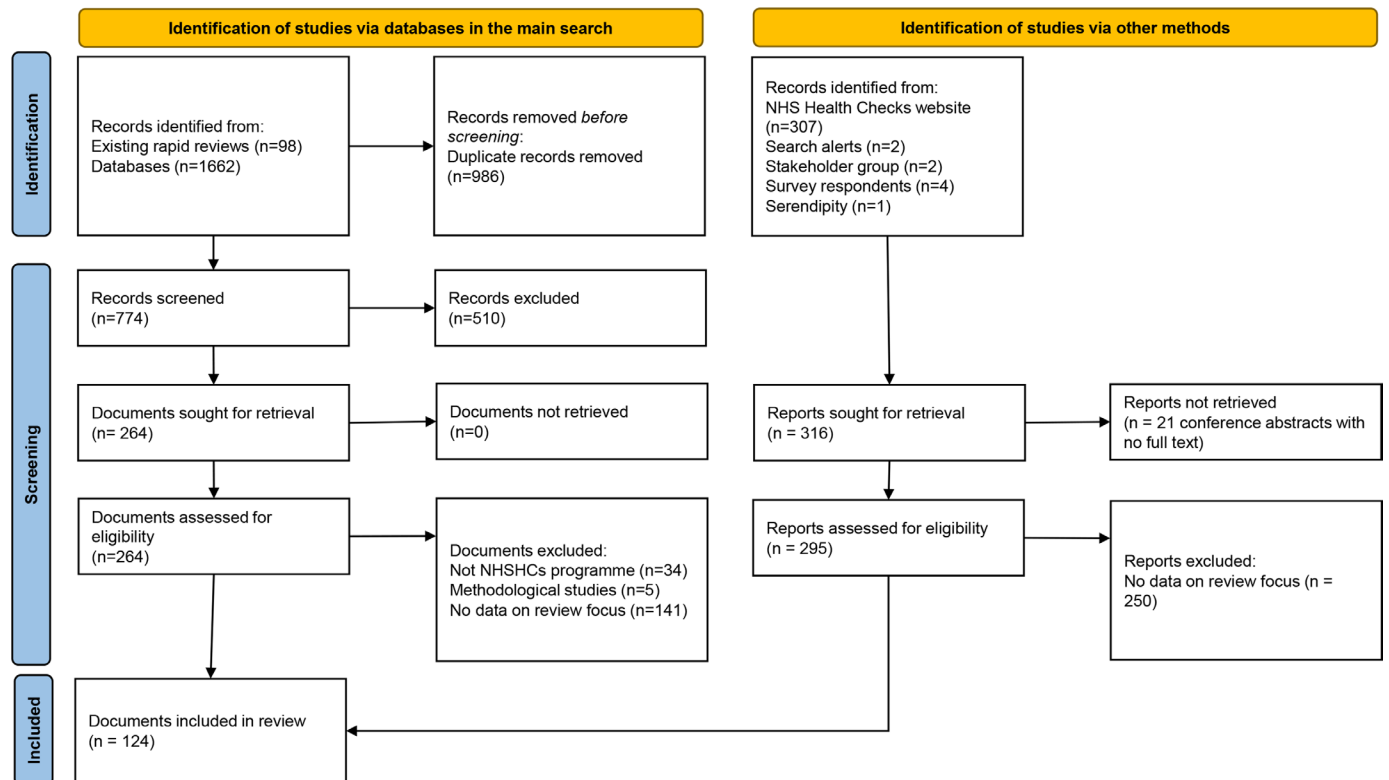 Identification of studies via databases in the main search
Identification of studies via other methods
Identification
Records identified from:
Existing rapid reviews (n=98)
Databases (n=1662)
Records removed before
screening:
Duplicate records removed
(n=986)
Records identified from:
NHS Health Checks website
(n=307)
Search alerts (n=2)
Stakeholder group (n=2)
Survey respondents (n=4)
Serendipity (n=1)
Screening
Records screened
(n=774)
Records excluded
(n=510)
Documents sought for retrieval
(n= 264)
Documents not retrieved
(n=0)
Reports sought for retrieval
(n = 316)
Reports not retrieved
(n = 21 conference abstracts with
no full text)
Documents assessed for
eligibility
(n=264)
Documents excluded:
Not NHSHCs programme (n=34)
Methodological studies (n=5)
No data on review focus (n=141)
Reports assessed for eligibility
(n = 295)
Reports excluded:
No data on review focus (n =
250)
Included
Documents included in review
(n = 124)